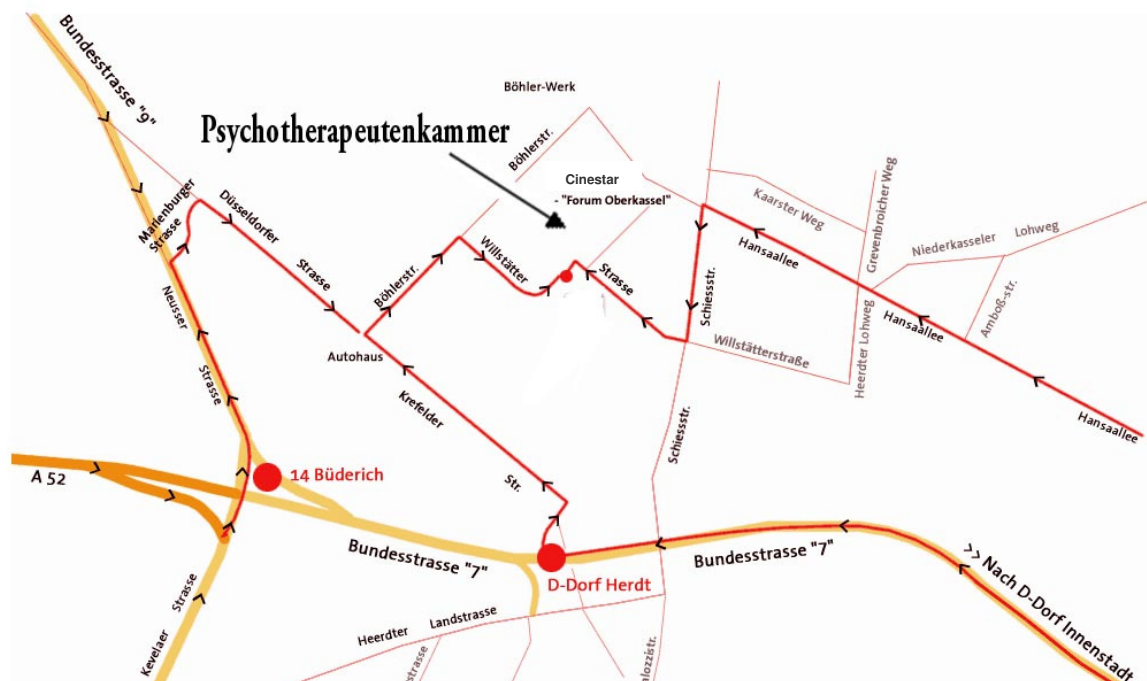 Bundesstrasse "9"
Böhler-Werk
Psychotherapeutenkammer
Böhlerstr.
Cinestar
- "Forum Oberkassel"
Kaarster Weg
Grevenbroicher Weg
Niederkasseler
Lohweg
Marienburger
Strasse
Düsseldorfer
Strasse
Willstätter
Strasse
Hansaallee
Böhlerstr.
Schiessstr.
Neusser
Strasse
Autohaus
Willstätterstraße
Heerdter Lohweg
Hansaallee
Amboß-str.
Krefelder
Str.
Hansaallee
Schiessstr.
A 52
14 Büderich
Bundesstrasse "7"
D-Dorf Herdt
Bundesstrasse "7"
>> Nach D-Dorf Innenstadt
Kevelaer
Strasse
Heerdter
Landstrasse